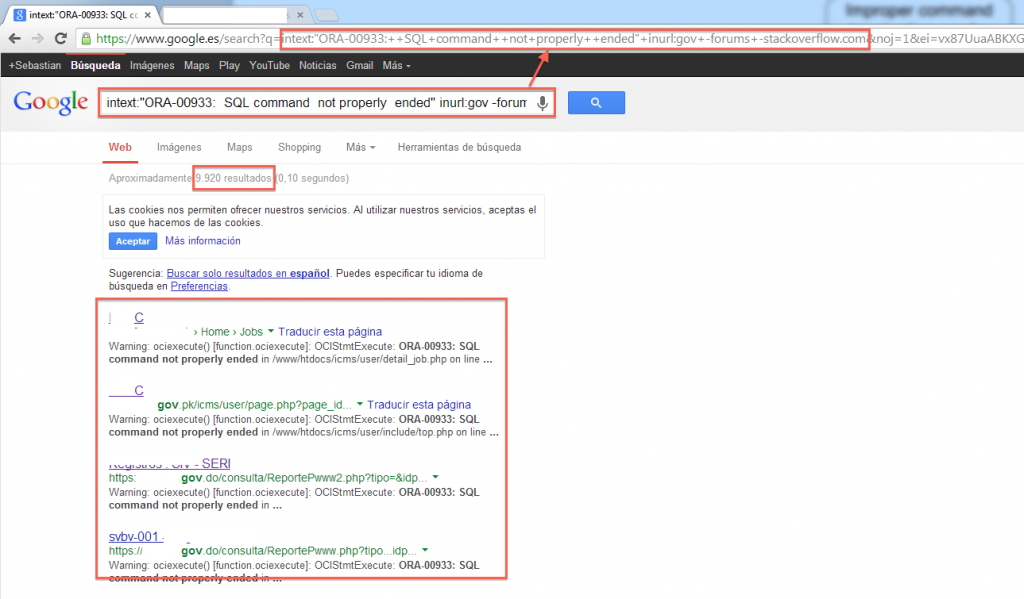 Improper command
intext:"ORA-00933: SQL co
https://www.google.es/search?q=intext:"ORA-00933:++SQL+command++not+properly++ended"+inurl:gov+-forums+-stackoverflow.com&noj=1&ei=vx87UuaABKXG
+Sebastian Búsqueda Imágenes Maps Play YouTube Noticias Gmail Más
Google
intext:"ORA-00933: SQL command not properly ended" inurl:gov -forum
Web Imágenes Maps Shopping Más Herramientas de búsqueda
Aproximadamente 9.920 resultados (0,10 segundos)
Las cookies nos permiten ofrecer nuestros servicios. Al utilizar nuestros servicios, aceptas el
uso que hacemos de las cookies.
Aceptar Más información
Sugerencia: Buscar solo resultados en español. Puedes especificar tu idioma de
búsqueda en Preferencias.
C
› Home › Jobs Traducir esta página
Warning: ociexecute() [function.ociexecute]: OCIStmtExecute: ORA-00933: SQL
command not properly ended in /www/htdocs/icms/user/detail_job.php on line ...
C
gov.pk/icms/user/page.php?page_id... Traducir esta página
Warning: ociexecute() [function.ociexecute]: OCIStmtExecute: ORA-00933: SQL
command not properly ended in /www/htdocs/icms/user/include/top.php on line ...
- SERI
https: gov.do/consulta/ReportePwww2.php?tipo=&idp...
Warning: ociexecute() [function.ociexecute]: OCIStmtExecute: ORA-00933: SQL
command not properly ended in ...
svbv-001 -
https:// gov.do/consulta/ReportePwww.php?tipo...idp...
Warning: ociexecute() [function.ociexecute]: OCIStmtExecute: ORA-00933: SQL
command not properly ended in ...